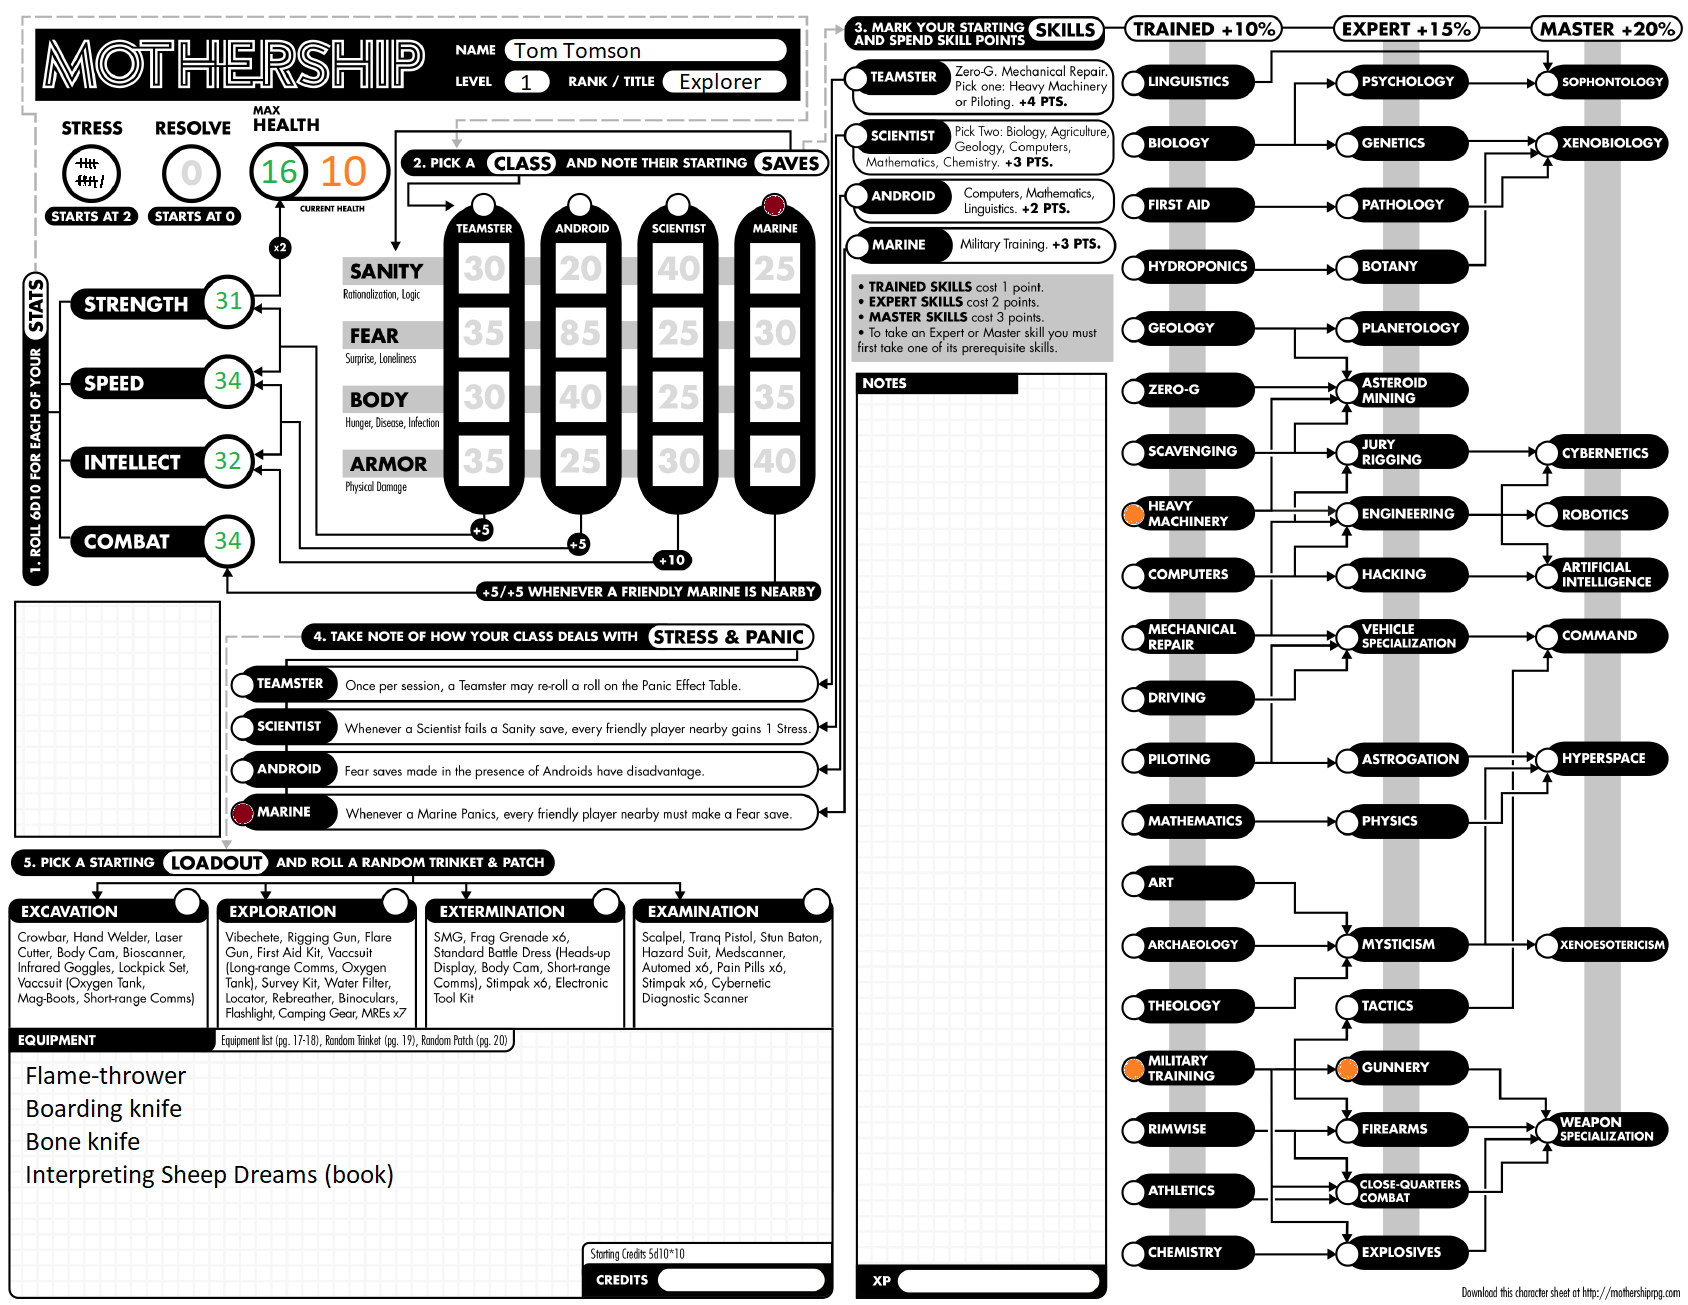 MOTHERSHIP
NAME Tom Tomson
LEVEL 1 RANK / TITLE Explorer
STRESS
STARTS AT 2
RESOLVE
0
STARTS AT 0
MAX
HEALTH
16 10
CURRENT HEALTH
x2
1. ROLL 6D10 FOR EACH OF YOUR STATS
STRENGTH 31
SPEED 34
INTELLECT 32
COMBAT 34
2. PICK A CLASS AND NOTE THEIR STARTING SAVES
TEAMSTER ANDROID SCIENTIST MARINE
SANITY 30 20 40 25
Rationalization, Logic
FEAR 35 85 25 30
Surprise, Loneliness
BODY 30 40 25 35
Hunger, Disease, Infection
ARMOR 35 25 30 40
Physical Damage
+5
+5
+10
+5/+5 WHENEVER A FRIENDLY MARINE IS NEARBY
3. MARK YOUR STARTING
AND SPEND SKILL POINTS SKILLS
TEAMSTER Zero-G. Mechanical Repair.
Pick one: Heavy Machinery
or Piloting. +4 PTS.
SCIENTIST Pick Two: Biology, Agriculture,
Geology, Computers,
Mathematics, Chemistry. +3 PTS.
ANDROID Computers, Mathematics,
Linguistics. +2 PTS.
MARINE Military Training. +3 PTS.
• TRAINED SKILLS cost 1 point.
• EXPERT SKILLS cost 2 points.
• MASTER SKILLS cost 3 points.
• To take an Expert or Master skill you must
first take one of its prerequisite skills.
NOTES
XP
4. TAKE NOTE OF HOW YOUR CLASS DEALS WITH STRESS & PANIC
TEAMSTER Once per session, a Teamster may re-roll a roll on the Panic Effect Table.
SCIENTIST Whenever a Scientist fails a Sanity save, every friendly player nearby gains 1 Stress.
ANDROID Fear saves made in the presence of Androids have disadvantage.
MARINE Whenever a Marine Panics, every friendly player nearby must make a Fear save.
5. PICK A STARTING LOADOUT AND ROLL A RANDOM TRINKET & PATCH
EXCAVATION
Crowbar, Hand Welder, Laser
Cutter, Body Cam, Bioscanner,
Infrared Goggles, Lockpick Set,
Vaccsuit (Oxygen Tank,
Mag-Boots, Short-range Comms)
EXPLORATION
Vibechete, Rigging Gun, Flare
Gun, First Aid Kit, Vaccsuit
(Long-range Comms, Oxygen
Tank), Survey Kit, Water Filter,
Locator, Rebreather, Binoculars,
Flashlight, Camping Gear, MREs x7
EXTERMINATION
SMG, Frag Grenade x6,
Standard Battle Dress (Heads-up
Display, Body Cam, Short-range
Comms), Stimpak x6, Electronic
Tool Kit
EXAMINATION
Scalpel, Tranq Pistol, Stun Baton,
Hazard Suit, Medscanner,
Automed x6, Pain Pills x6,
Stimpak x6, Cybernetic
Diagnostic Scanner
EQUIPMENT Equipment list (pg. 17-18), Random Trinket (pg. 19), Random Patch (pg. 20)
Flame-thrower
Boarding knife
Bone knife
Interpreting Sheep Dreams (book)
Starting Credits 5d10*10
CREDITS
TRAINED +10% EXPERT +15% MASTER +20%
LINGUISTICS PSYCHOLOGY SOPHONTOLOGY
BIOLOGY GENETICS XENOBIOLOGY
FIRST AID PATHOLOGY
HYDROPONICS BOTANY
GEOLOGY PLANETOLOGY
ZERO-G ASTEROID
MINING
SCAVENGING JURY
RIGGING CYBERNETICS
HEAVY
MACHINERY ENGINEERING ROBOTICS
COMPUTERS HACKING ARTIFICIAL
INTELLIGENCE
MECHANICAL
REPAIR VEHICLE
SPECIALIZATION COMMAND
DRIVING
PILOTING ASTROGATION HYPERSPACE
MATHEMATICS PHYSICS
ART
ARCHAEOLOGY MYSTICISM XENOESOTERICISM
THEOLOGY TACTICS
MILITARY
TRAINING GUNNERY
RIMWISE FIREARMS WEAPON
SPECIALIZATION
ATHLETICS CLOSE-QUARTERS
COMBAT
CHEMISTRY EXPLOSIVES
Download this character sheet at http://mothershiprpg.com